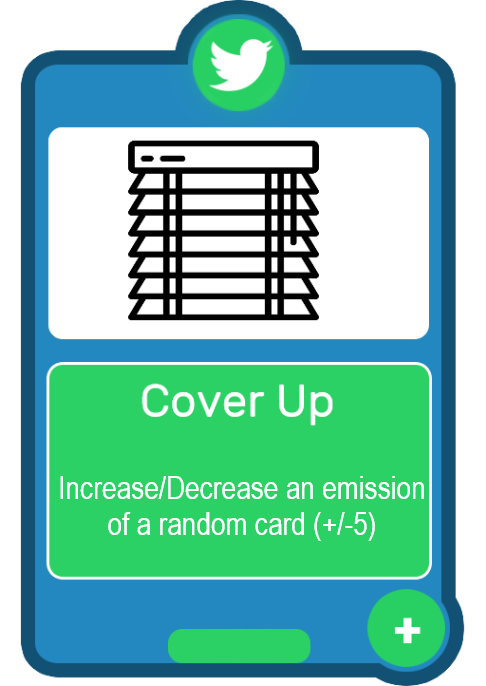 Cover Up
Increase/Decrease an emission
of a random card (+/-5)
+